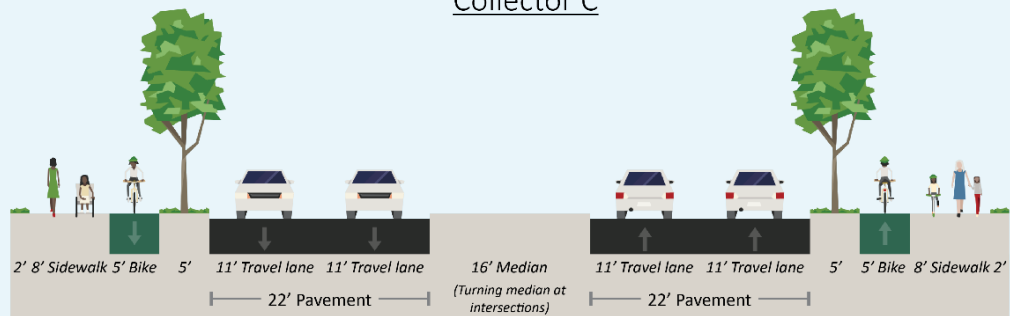 Collector C
2’ 8’ Sidewalk 5’ Bike 5’ 11’ Travel lane 11’ Travel lane 16’ Median 11’ Travel lane 11’ Travel lane 5’ 5’ Bike 8’ Sidewalk 2’
(Turning median at
intersections)
22’ Pavement 22’ Pavement